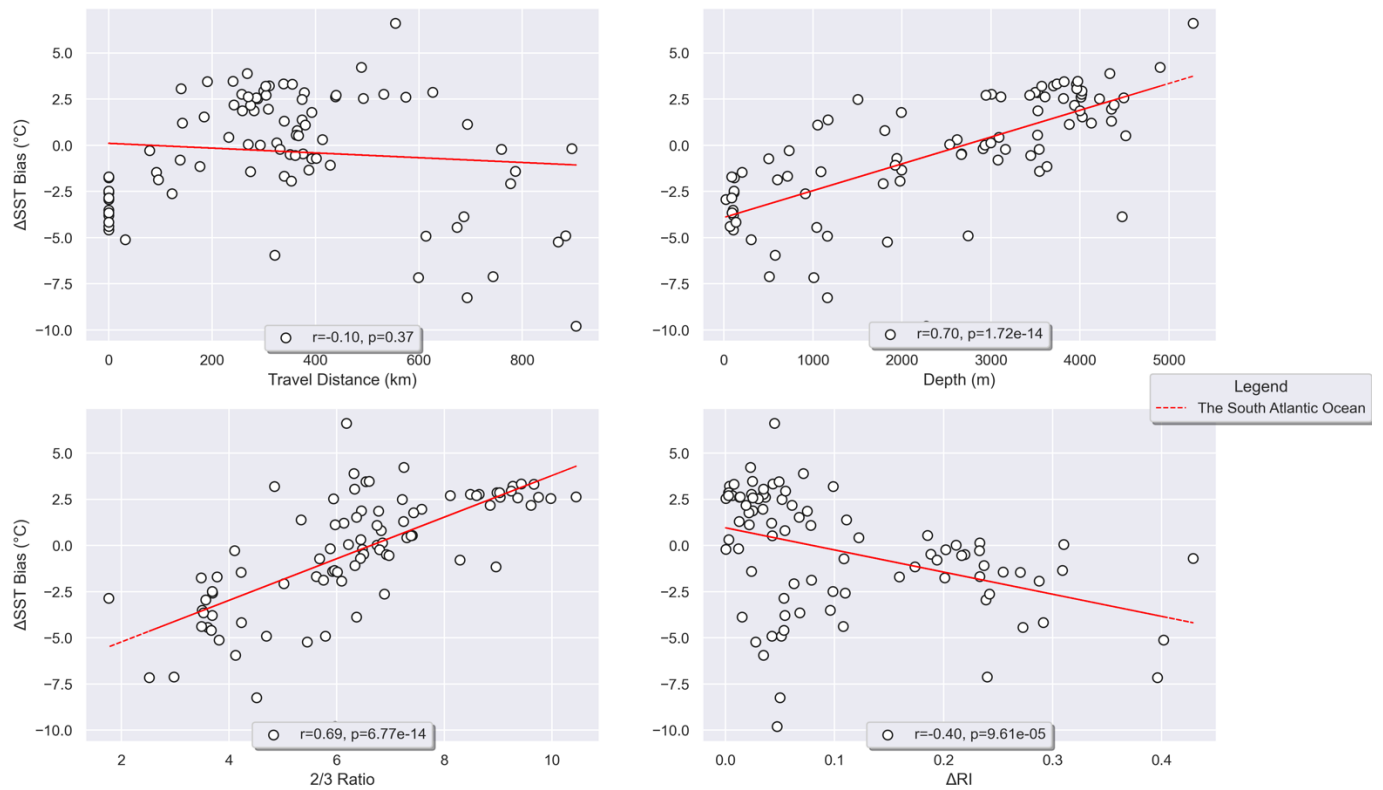 5.0
2.5
0.0
−2.5
−5.0
−7.5
−10.0
ΔSST Bias (°C)
r=-0.10, p=0.37
0 200 400 600 800
Travel Distance (km)
5.0
2.5
0.0
−2.5
−5.0
−7.5
−10.0
r=0.70, p=1.72e-14
0 1000 2000 3000 4000 5000
Depth (m)
Legend
The South Atlantic Ocean
5.0
2.5
0.0
−2.5
−5.0
−7.5
−10.0
ΔSST Bias (°C)
r=0.69, p=6.77e-14
2 4 6 8 10
2/3 Ratio
5.0
2.5
0.0
−2.5
−5.0
−7.5
−10.0
r=-0.40, p=9.61e-05
0.0 0.1 0.2 0.3 0.4
ΔRI